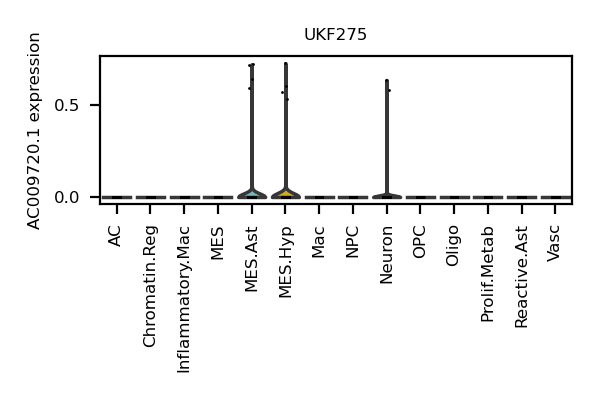 UKF275
AC009720.1 expression
0.5
0.0
AC
Chromatin.Reg
Inflammatory.Mac
MES
MES.Ast
MES.Hyp
Mac
NPC
Neuron
OPC
Oligo
Prolif.Metab
Reactive.Ast
Vasc